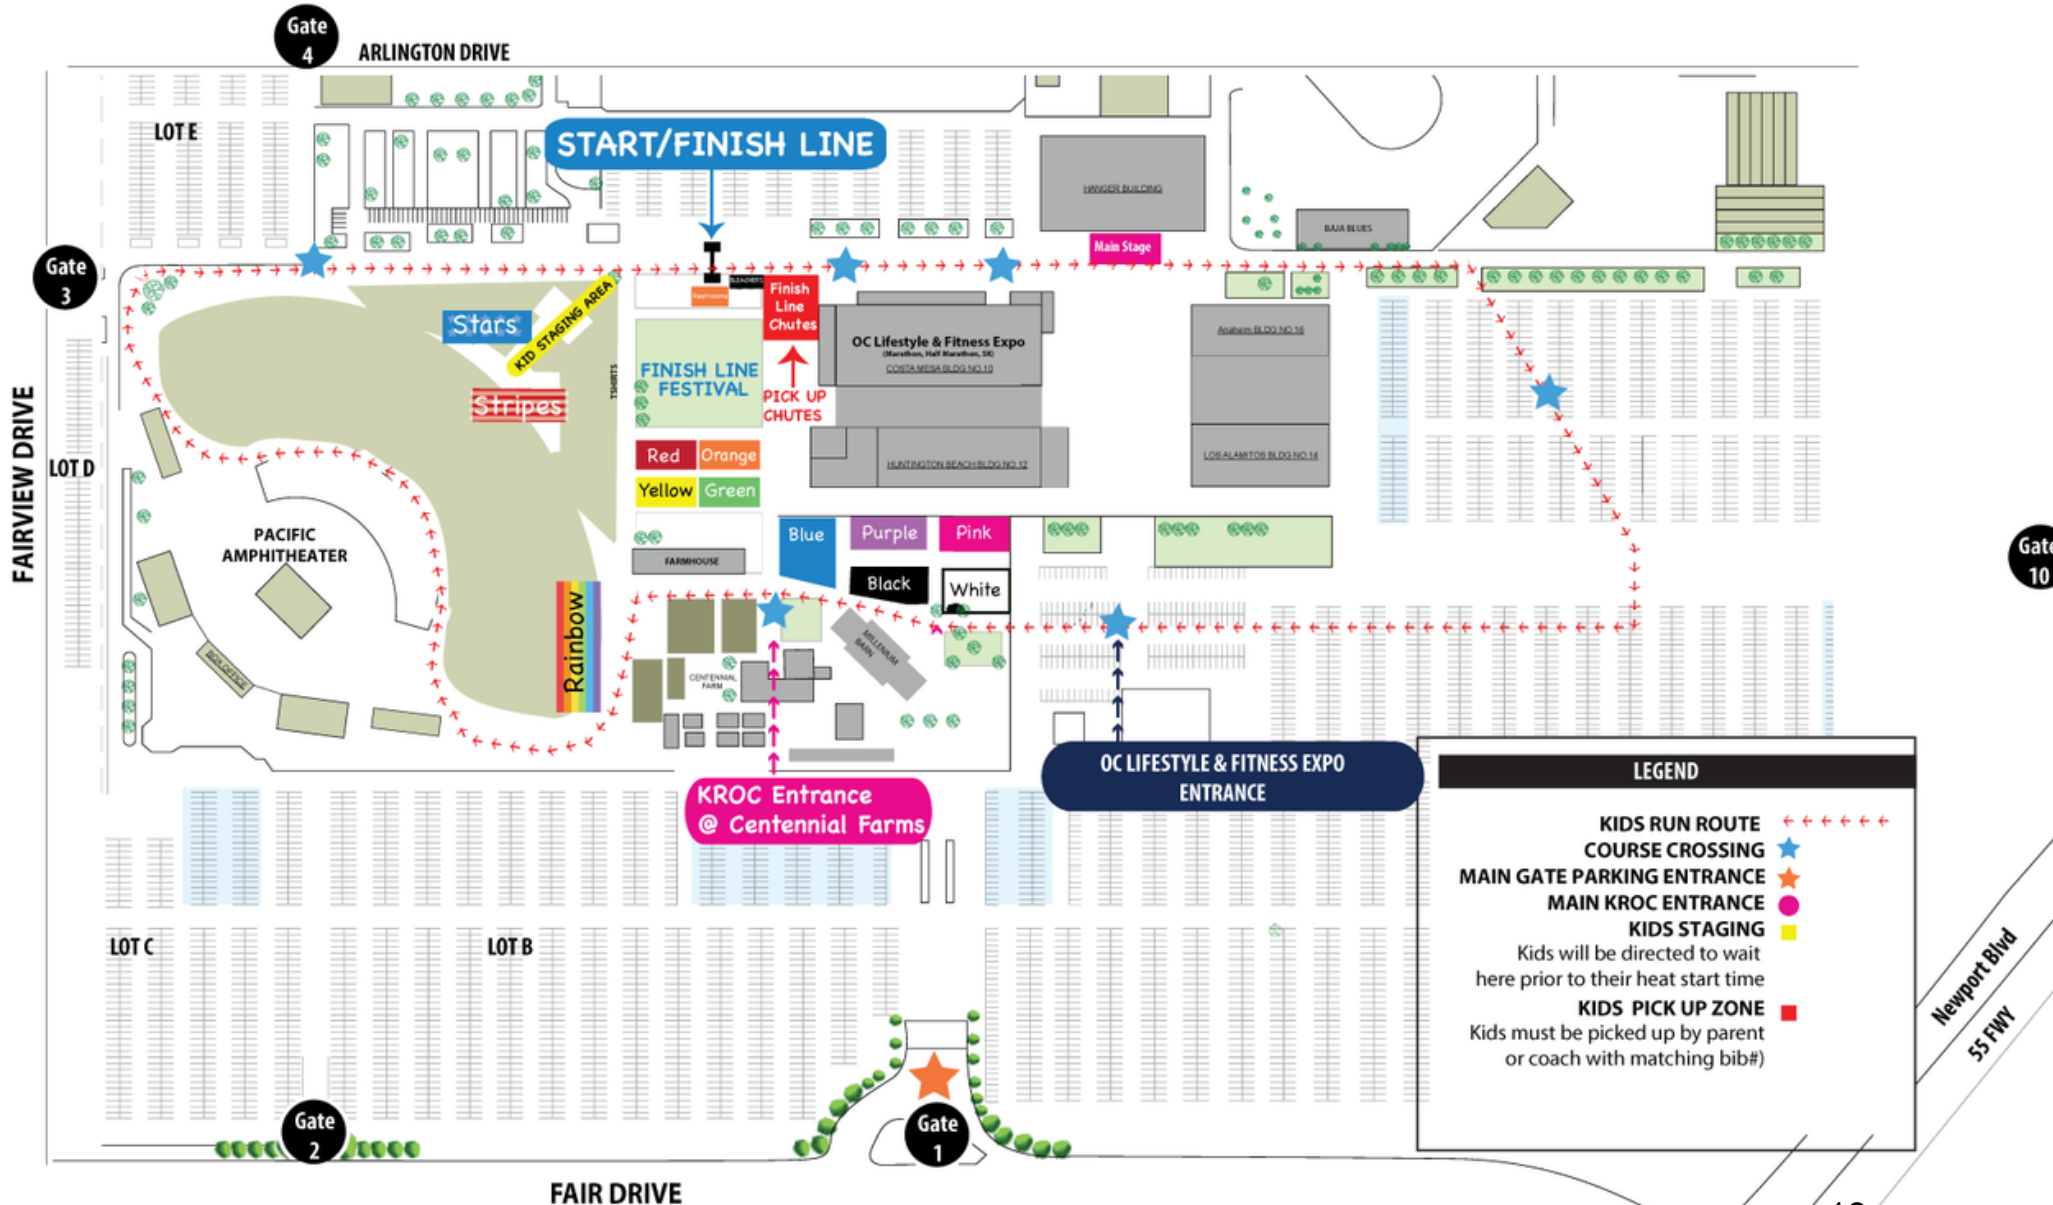 Gate
4
ARLINGTON DRIVE
LOT E
START/FINISH LINE
HANGER BUILDING
BAJA BLUES
Main Stage
Gate
3
Stars
KID STAGING AREA
Restrooms
BLEACHERS
Finish
Line
Chutes
OC Lifestyle & Fitness Expo
(Marathon, Half Marathon, 5K)
COSTA MESA BLDG NO.10
Anaheim BLDG NO.16
TSHIRTS
FINISH LINE
FESTIVAL
PICK UP
CHUTES
Stripes
FAIRVIEW DRIVE
LOT D
Red
Orange
Yellow
Green
HUNTINGTON BEACH BLDG NO.12
LOS ALAMITOS BLDG NO.14
PACIFIC
AMPHITHEATER
Blue
Purple
Pink
FARMHOUSE
Black
White
Gate
10
Rainbow
BOX OFFICE
CENTENNIAL
FARM
MILLENIUM
BARN
KROC Entrance
@ Centennial Farms
OC LIFESTYLE & FITNESS EXPO
ENTRANCE
LEGEND
KIDS RUN ROUTE
COURSE CROSSING
MAIN GATE PARKING ENTRANCE
MAIN KROC ENTRANCE
KIDS STAGING
Kids will be directed to wait
here prior to their heat start time
KIDS PICK UP ZONE
Kids must be picked up by parent
or coach with matching bib#)
LOT C
LOT B
Newport Blvd
55 FWY
Gate
2
Gate
1
FAIR DRIVE